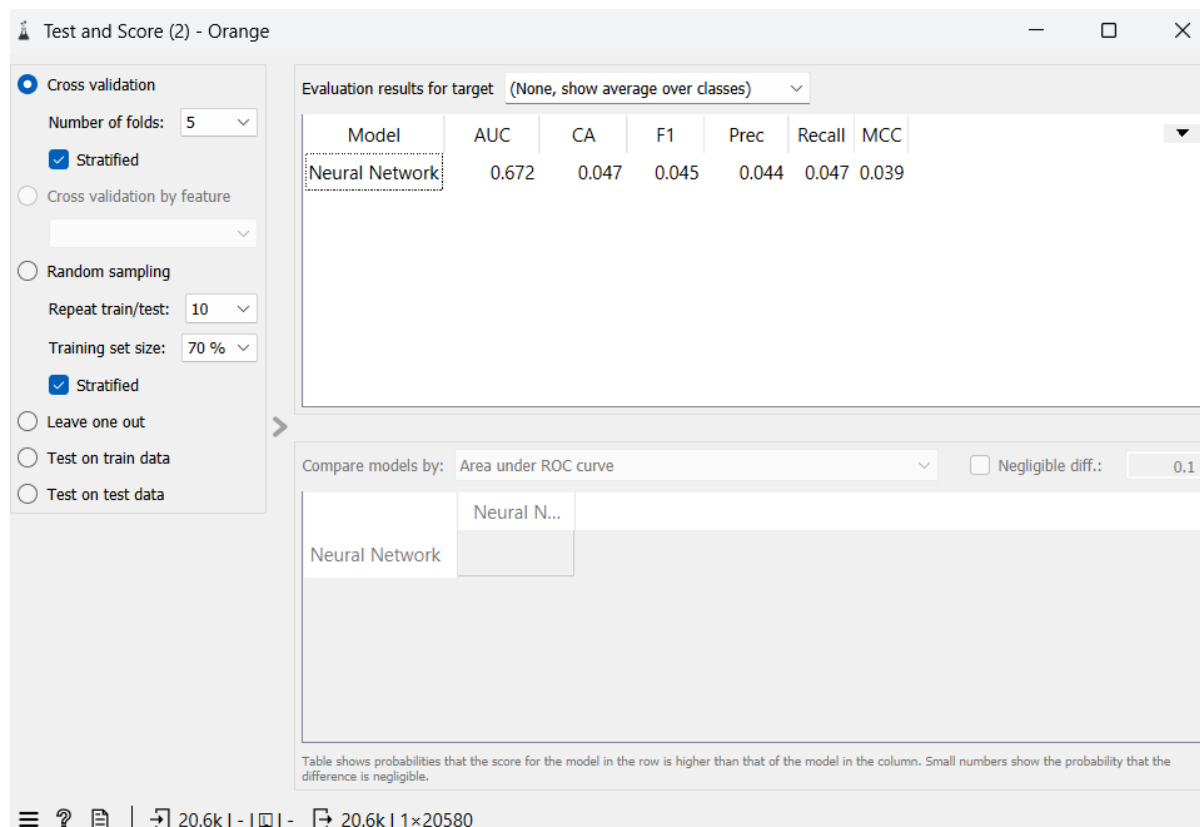 Test and Score (2) - Orange
Cross validation
Number of folds: 5
Stratified
Cross validation by feature
Random sampling
Repeat train/test: 10
Training set size: 70 %
Stratified
Leave one out
Test on train data
Test on test data
Evaluation results for target (None, show average over classes)
Model AUC CA F1 Prec Recall MCC
Neural Network 0.672 0.047 0.045 0.044 0.047 0.039
Compare models by: Area under ROC curve Negligible diff.: 0.1
Neural N...
Neural Network
Table shows probabilities that the score for the model in the row is higher than that of the model in the column. Small numbers show the probability that the
difference is negligible.
20.6k | - | - 20.6k | 1×20580